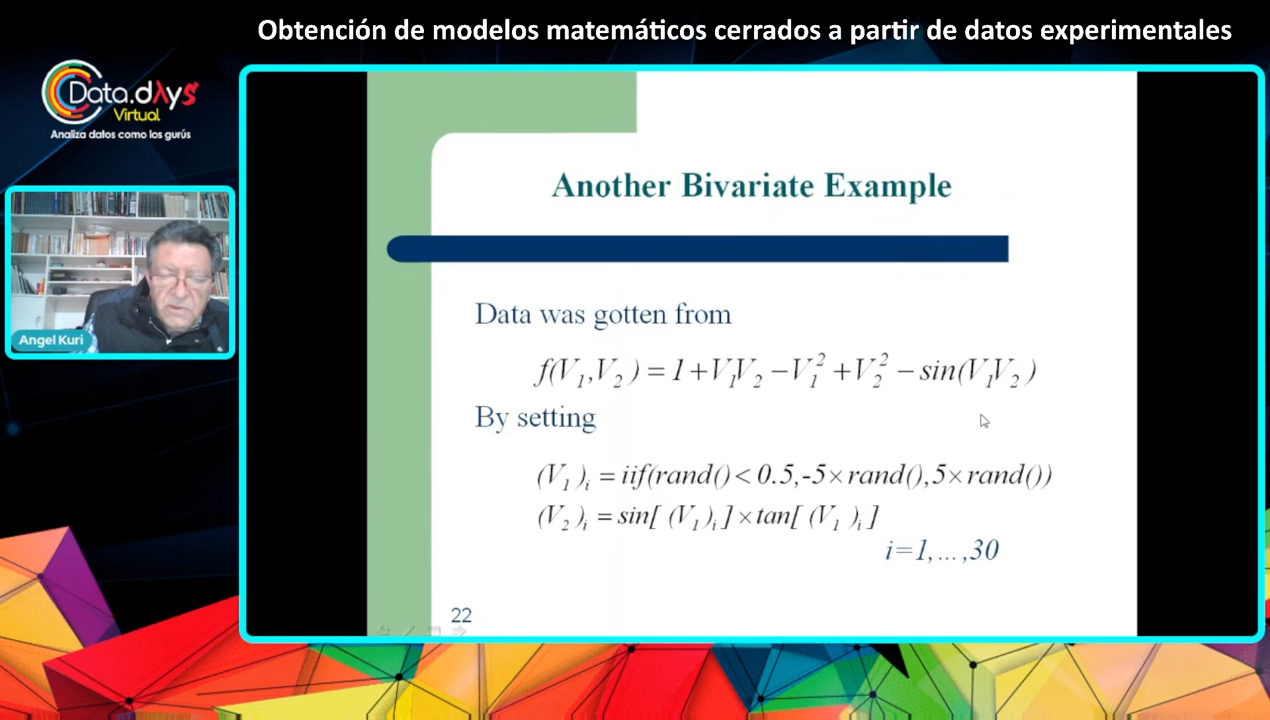 Obtención de modelos matemáticos cerrados a partir de datos experimentales
Data.dλys
Virtual
Analiza datos como los gurús
Angel Kuri
Another Bivariate Example
Data was gotten from
f(V₁,V₂) = 1+V₁V₂ −V₁² +V₂² − sin(V₁V₂)
By setting
(V₁)ᵢ = iif(rand()< 0.5,-5×rand(),5×rand())
(V₂)ᵢ = sin[ (V₁)ᵢ ] × tan[ (V₁ )ᵢ ]
i=1,...,30
22